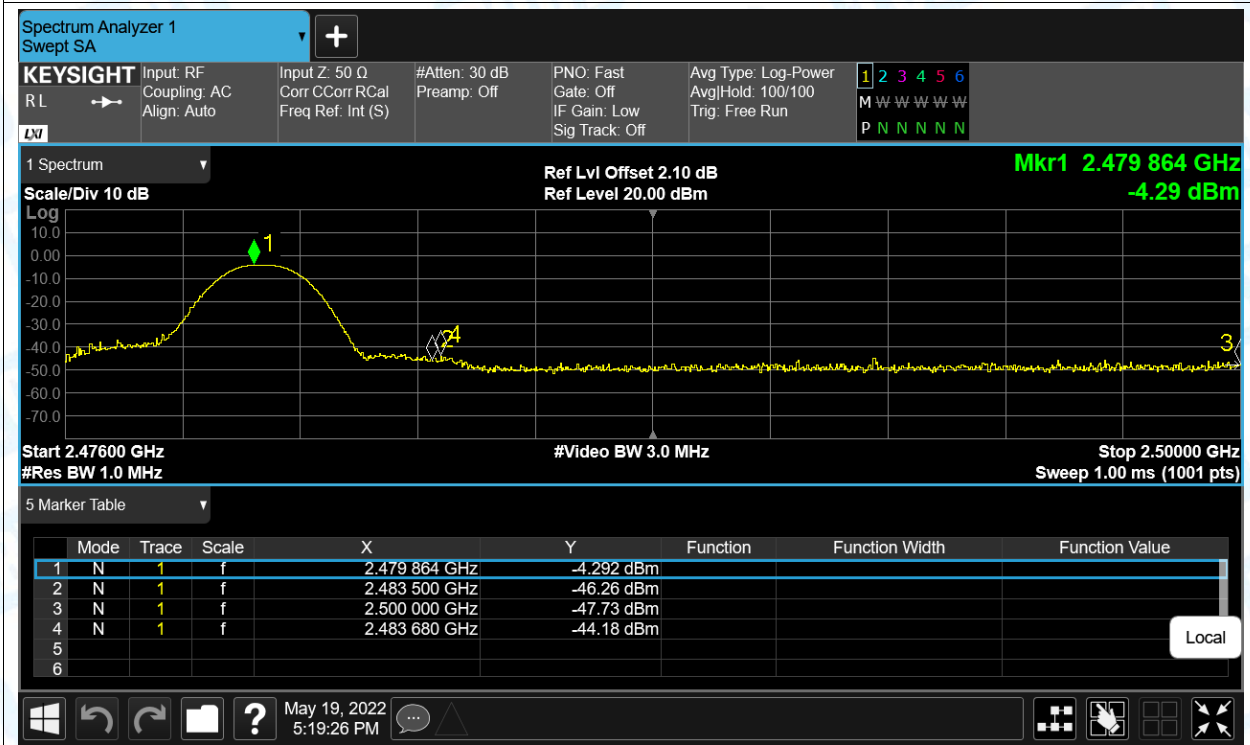 Spectrum Analyzer 1
Swept SA
+
KEYSIGHT
R L
LXI
Input: RF
Coupling: AC
Align: Auto
Input Z: 50 Ω
Corr CCorr RCal
Freq Ref: Int (S)
#Atten: 30 dB
Preamp: Off
PNO: Fast
Gate: Off
IF Gain: Low
Sig Track: Off
Avg Type: Log-Power
Avg|Hold: 100/100
Trig: Free Run
1 2 3 4 5 6
M W W W W W
P N N N N N
1 Spectrum
Scale/Div 10 dB
Log
Ref Lvl Offset 2.10 dB
Ref Level 20.00 dBm
Mkr1 2.479 864 GHz
-4.29 dBm
10.0
0.00
-10.0
-20.0
-30.0
-40.0
-50.0
-60.0
-70.0
1
2 4
3
Start 2.47600 GHz
#Res BW 1.0 MHz
#Video BW 3.0 MHz
Stop 2.50000 GHz
Sweep 1.00 ms (1001 pts)
5 Marker Table
Mode Trace Scale X Y Function Function Width Function Value
1 N 1 f 2.479 864 GHz -4.292 dBm
2 N 1 f 2.483 500 GHz -46.26 dBm
3 N 1 f 2.500 000 GHz -47.73 dBm
4 N 1 f 2.483 680 GHz -44.18 dBm
5
6
Local
?
May 19, 2022
5:19:26 PM